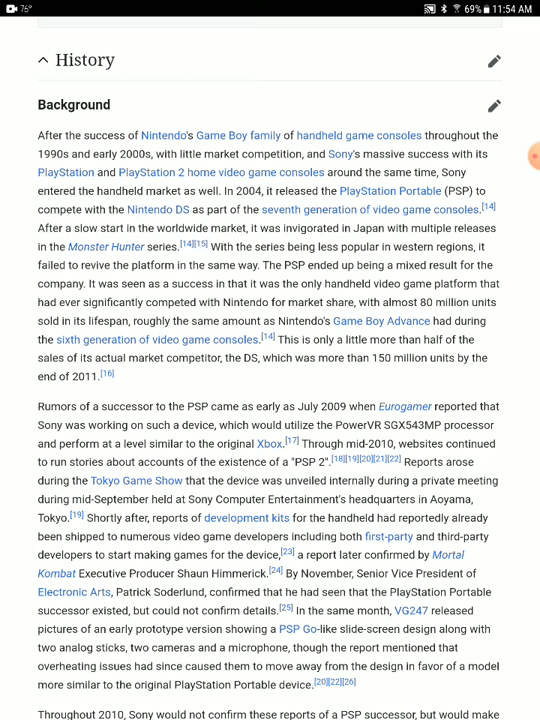 76° 69% 11:54 AM
History
Background
After the success of Nintendo's Game Boy family of handheld game consoles throughout the
1990s and early 2000s, with little market competition, and Sony's massive success with its
PlayStation and PlayStation 2 home video game consoles around the same time, Sony
entered the handheld market as well. In 2004, it released the PlayStation Portable (PSP) to
compete with the Nintendo DS as part of the seventh generation of video game consoles.[14]
After a slow start in the worldwide market, it was invigorated in Japan with multiple releases
in the Monster Hunter series.[14][15] With the series being less popular in western regions, it
failed to revive the platform in the same way. The PSP ended up being a mixed result for the
company. It was seen as a success in that it was the only handheld video game platform that
had ever significantly competed with Nintendo for market share, with almost 80 million units
sold in its lifespan, roughly the same amount as Nintendo's Game Boy Advance had during
the sixth generation of video game consoles.[14] This is only a little more than half of the
sales of its actual market competitor, the DS, which was more than 150 million units by the
end of 2011.[16]
Rumors of a successor to the PSP came as early as July 2009 when Eurogamer reported that
Sony was working on such a device, which would utilize the PowerVR SGX543MP processor
and perform at a level similar to the original Xbox.[17] Through mid-2010, websites continued
to run stories about accounts of the existence of a "PSP 2".[18][19][20][21][22] Reports arose
during the Tokyo Game Show that the device was unveiled internally during a private meeting
during mid-September held at Sony Computer Entertainment's headquarters in Aoyama,
Tokyo.[19] Shortly after, reports of development kits for the handheld had reportedly already
been shipped to numerous video game developers including both first-party and third-party
developers to start making games for the device,[23] a report later confirmed by Mortal
Kombat Executive Producer Shaun Himmerick.[24] By November, Senior Vice President of
Electronic Arts, Patrick Soderlund, confirmed that he had seen that the PlayStation Portable
successor existed, but could not confirm details.[25] In the same month, VG247 released
pictures of an early prototype version showing a PSP Go-like slide-screen design along with
two analog sticks, two cameras and a microphone, though the report mentioned that
overheating issues had since caused them to move away from the design in favor of a model
more similar to the original PlayStation Portable device.[20][22][26]
Throughout 2010, Sony would not confirm these reports of a PSP successor, but would make